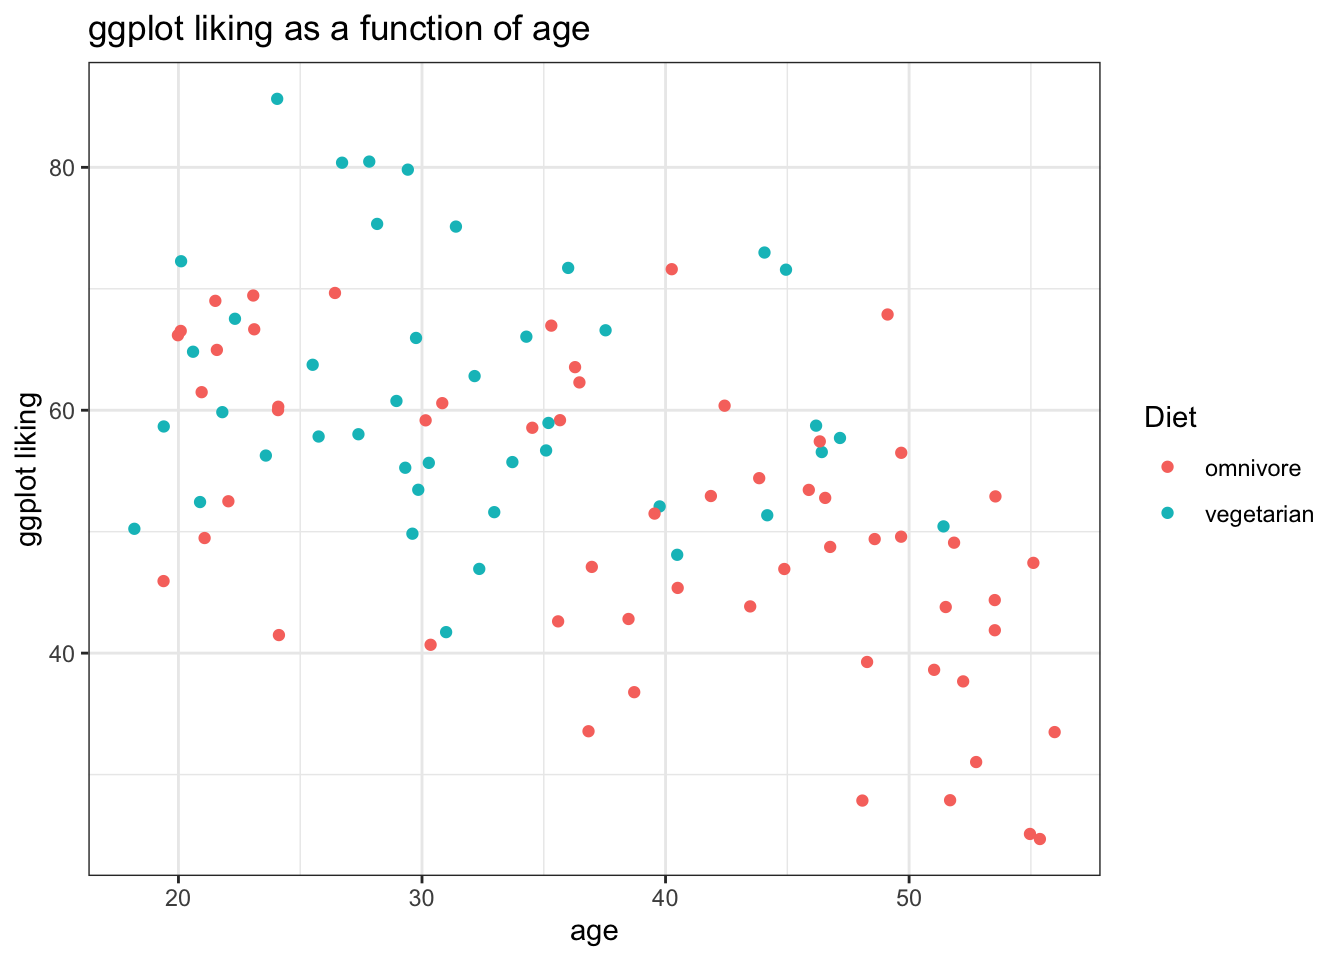 ggplot liking as a function of age
80
60
40
ggplot liking
20 30 40 50
age
Diet
omnivore
vegetarian